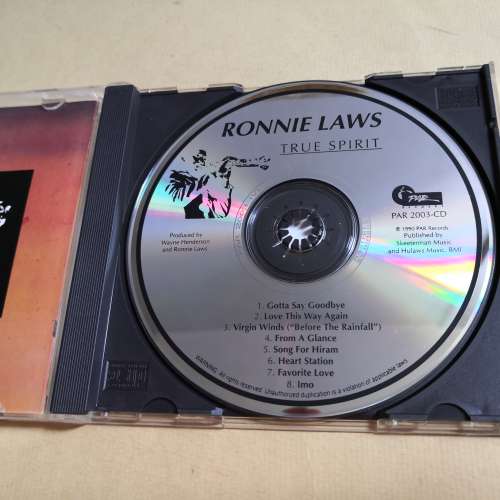 RONNIE LAWS
TRUE SPIRIT
PAR
RECORDS
PAR 2003-CD
Produced by
Wayne Henderson
and Ronnie Laws
℗ 1990 PAR Records
Published by
Skeeterman Music
and Hulaws Music, BMI
1. Gotta Say Goodbye
2. Love This Way Again
3. Virgin Winds ("Before The Rainfall")
4. From A Glance
5. Song For Hiram
6. Heart Station
7. Favorite Love
8. Imo
WARNING: All rights reserved. Unauthorized duplication is a violation of applicable laws.